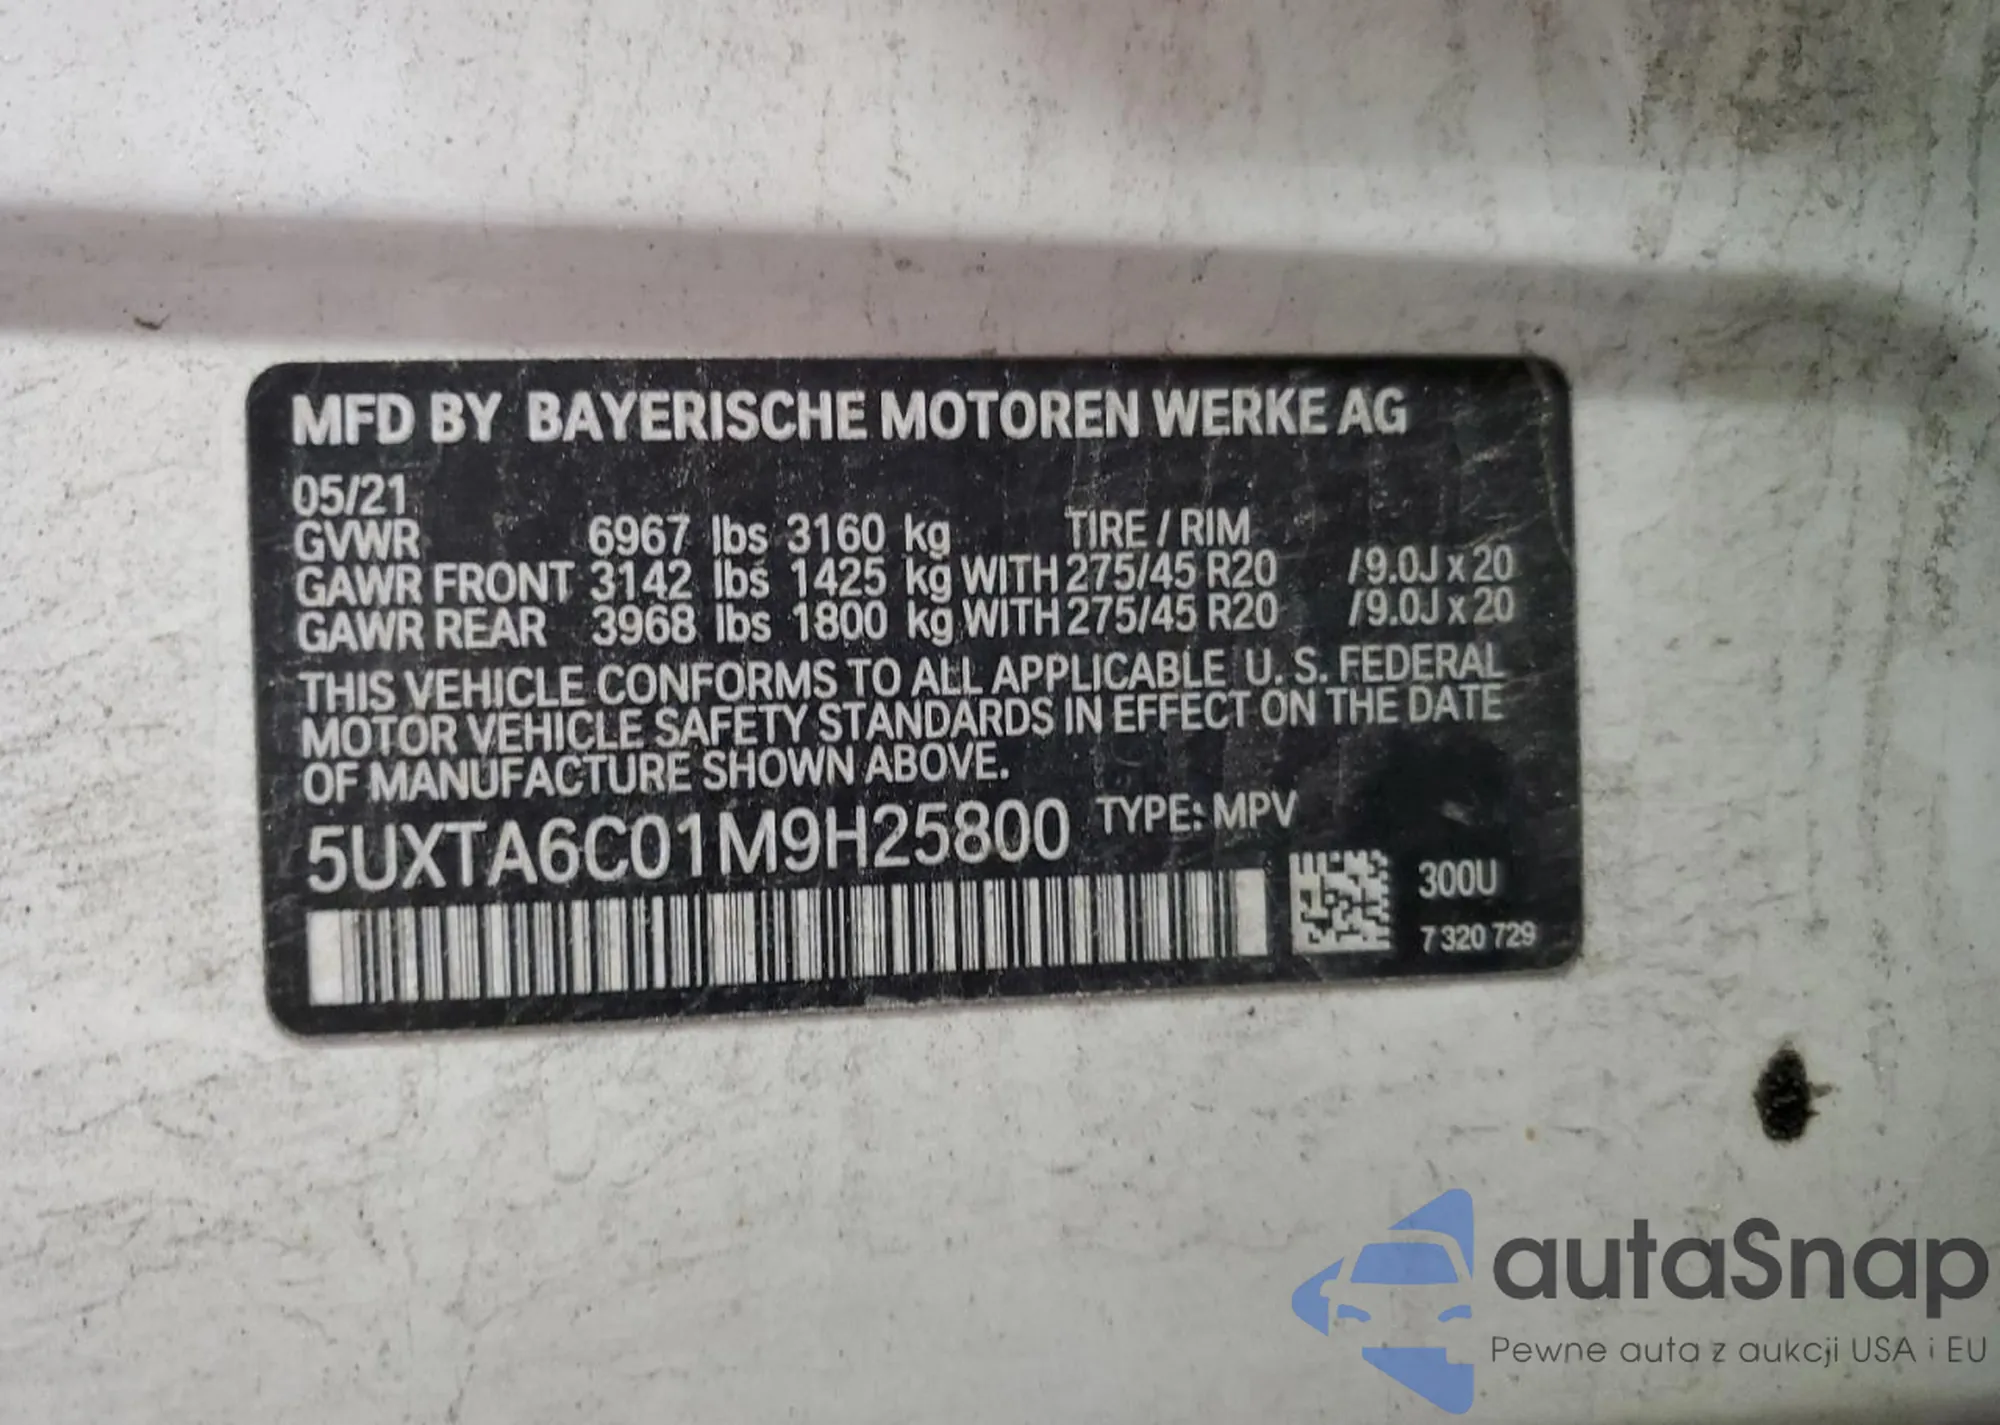 MFD BY BAYERISCHE MOTOREN WERKE AG
05/21
GVWR 6967 lbs 3160 kg TIRE / RIM
GAWR FRONT 3142 lbs 1425 kg WITH 275/45 R20 /9.0J x 20
GAWR REAR 3968 lbs 1800 kg WITH 275/45 R20 /9.0J x 20
THIS VEHICLE CONFORMS TO ALL APPLICABLE U. S. FEDERAL
MOTOR VEHICLE SAFETY STANDARDS IN EFFECT ON THE DATE
OF MANUFACTURE SHOWN ABOVE.
5UXTA6C01M9H25800 TYPE: MPV
300U
7 320 729
autaSnap
Pewne auta z aukcji USA i EU